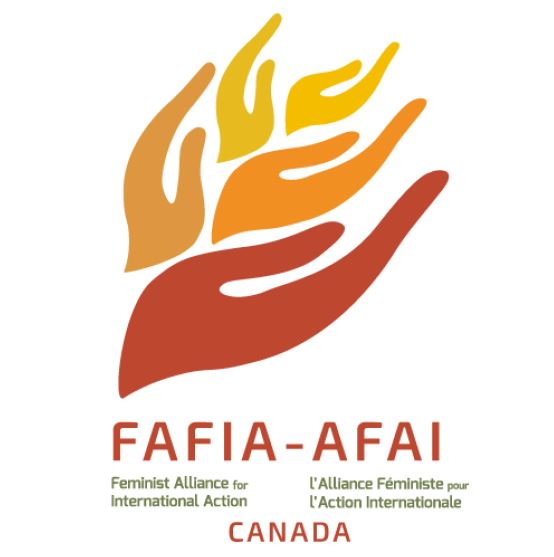 FAFIA-AFAI
Feminist Alliance for
International Action
l'Alliance Féministe pour
l'Action Internationale
CANADA